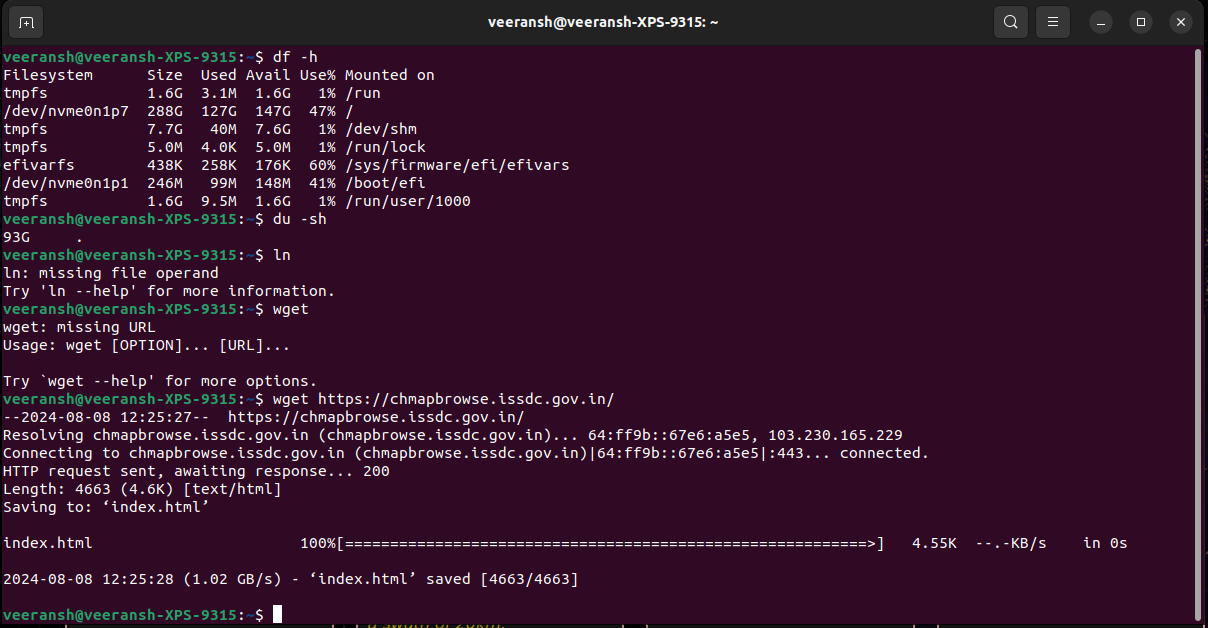 veeransh@veeransh-XPS-9315: ~
veeransh@veeransh-XPS-9315:~$ df -h
Filesystem      Size  Used Avail Use% Mounted on
tmpfs           1.6G  3.1M  1.6G   1% /run
/dev/nvme0n1p7  288G  127G  147G  47% /
tmpfs           7.7G   40M  7.6G   1% /dev/shm
tmpfs           5.0M  4.0K  5.0M   1% /run/lock
efivarfs        438K  258K  176K  60% /sys/firmware/efi/efivars
/dev/nvme0n1p1  246M   99M  148M  41% /boot/efi
tmpfs           1.6G  9.5M  1.6G   1% /run/user/1000
veeransh@veeransh-XPS-9315:~$ du -sh
93G     .
veeransh@veeransh-XPS-9315:~$ ln
ln: missing file operand
Try 'ln --help' for more information.
veeransh@veeransh-XPS-9315:~$ wget
wget: missing URL
Usage: wget [OPTION]... [URL]...
Try `wget --help' for more options.
veeransh@veeransh-XPS-9315:~$ wget https://chmapbrowse.issdc.gov.in/
--2024-08-08 12:25:27--  https://chmapbrowse.issdc.gov.in/
Resolving chmapbrowse.issdc.gov.in (chmapbrowse.issdc.gov.in)... 64:ff9b::67e6:a5e5, 103.230.165.229
Connecting to chmapbrowse.issdc.gov.in (chmapbrowse.issdc.gov.in)|64:ff9b::67e6:a5e5|:443... connected.
HTTP request sent, awaiting response... 200
Length: 4663 (4.6K) [text/html]
Saving to: ‘index.html’
index.html                       100%[==========================================================>]   4.55K  --.-KB/s    in 0s
2024-08-08 12:25:28 (1.02 GB/s) - ‘index.html’ saved [4663/4663]
veeransh@veeransh-XPS-9315:~$